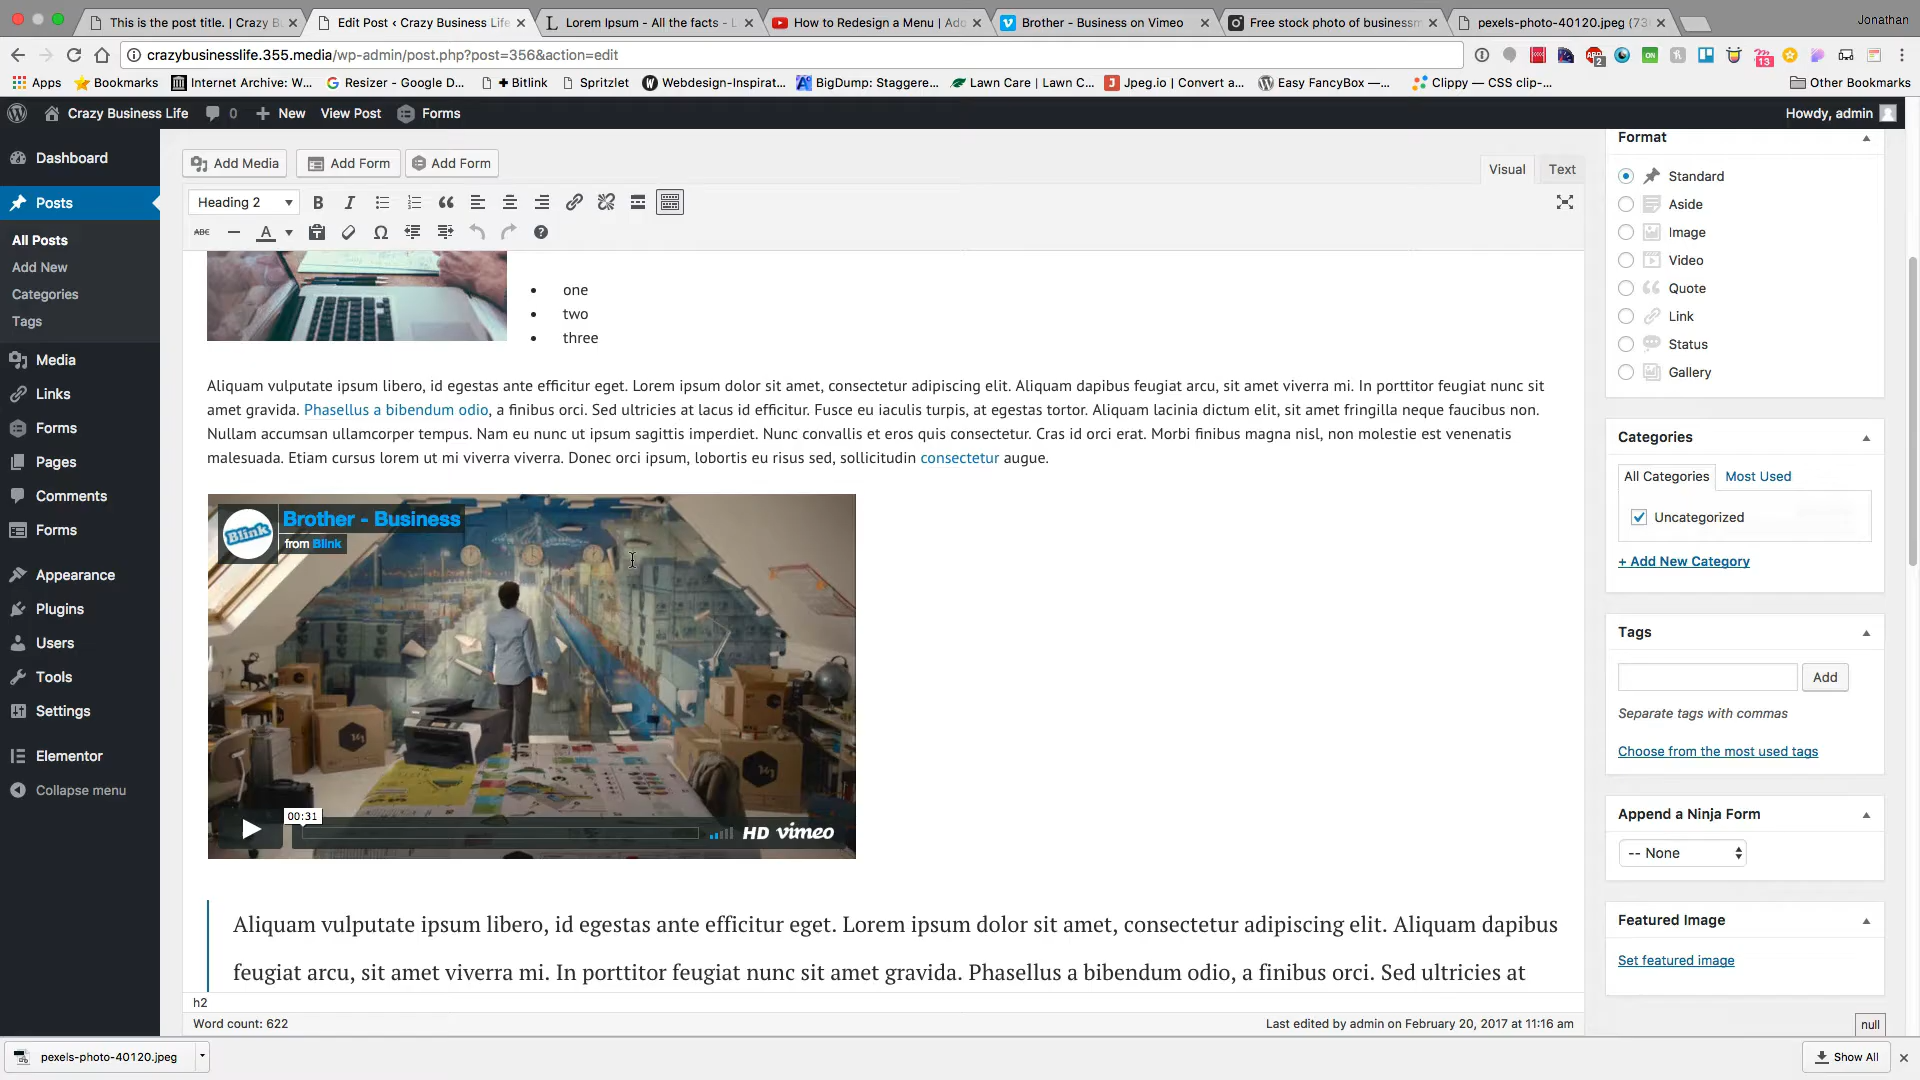 This is the post title. | Crazy B
Edit Post ‹ Crazy Business Life
Lorem Ipsum - All the facts - L
How to Redesign a Menu | Ado
Brother - Business on Vimeo
Free stock photo of businessm
pexels-photo-40120.jpeg (73
Jonathan
crazybusinesslife.355.media/wp-admin/post.php?post=356&action=edit
Apps
Bookmarks
Internet Archive: W...
Resizer - Google D...
+ Bitlink
Spritzlet
Webdesign-Inspirat...
BigDump: Staggere...
Lawn Care | Lawn C...
Jpeg.io | Convert a...
Easy FancyBox —...
Clippy — CSS clip-...
Other Bookmarks
Crazy Business Life
0
New
View Post
Forms
Howdy, admin
Dashboard
Posts
All Posts
Add New
Categories
Tags
Media
Links
Forms
Pages
Comments
Forms
Appearance
Plugins
Users
Tools
Settings
Elementor
Collapse menu
Add Media
Add Form
Add Form
Visual
Text
Heading 2
B
I
ABC
A
Ω
one
two
three
Aliquam vulputate ipsum libero, id egestas ante efficitur eget. Lorem ipsum dolor sit amet, consectetur adipiscing elit. Aliquam dapibus feugiat arcu, sit amet viverra mi. In porttitor feugiat nunc sit
amet gravida. Phasellus a bibendum odio, a finibus orci. Sed ultricies at lacus id efficitur. Fusce eu iaculis turpis, at egestas tortor. Aliquam lacinia dictum elit, sit amet fringilla neque faucibus non.
Nullam accumsan ullamcorper tempus. Nam eu nunc ut ipsum sagittis imperdiet. Nunc convallis et eros quis consectetur. Cras id orci erat. Morbi finibus magna nisl, non molestie est venenatis
malesuada. Etiam cursus lorem ut mi viverra viverra. Donec orci ipsum, lobortis eu risus sed, sollicitudin consectetur augue.
Blink
Brother - Business
from Blink
00:31
HD vimeo
Aliquam vulputate ipsum libero, id egestas ante efficitur eget. Lorem ipsum dolor sit amet, consectetur adipiscing elit. Aliquam dapibus
feugiat arcu, sit amet viverra mi. In porttitor feugiat nunc sit amet gravida. Phasellus a bibendum odio, a finibus orci. Sed ultricies at
h2
Word count: 622
Last edited by admin on February 20, 2017 at 11:16 am
Format
Standard
Aside
Image
Video
Quote
Link
Status
Gallery
Categories
All Categories
Most Used
Uncategorized
+ Add New Category
Tags
Add
Separate tags with commas
Choose from the most used tags
Append a Ninja Form
-- None
Featured Image
Set featured image
null
pexels-photo-40120.jpeg
Show All